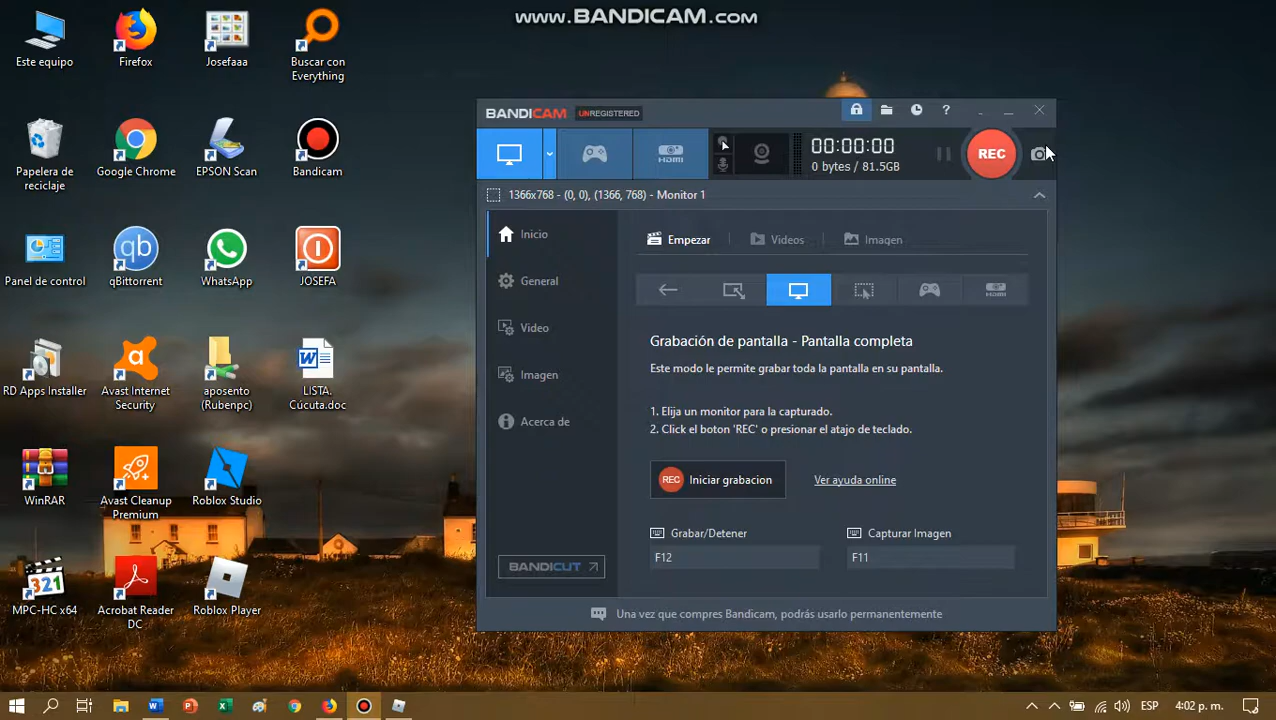 www.BANDICAM.com
Este equipo
Firefox
Josefaaa
Buscar con
Everything
Papelera de
reciclaje
Google Chrome
EPSON Scan
Bandicam
Panel de control
qBittorrent
WhatsApp
JOSEFA
RD Apps Installer
Avast Internet
Security
aposento
(Rubenpc)
LISTA.
Cúcuta.doc
WinRAR
Avast Cleanup
Premium
Roblox Studio
MPC-HC x64
Acrobat Reader
DC
Roblox Player
BANDICAM UNREGISTERED
HDMI
00:00:00
0 bytes / 81.5GB
REC
1366x768 - (0, 0), (1366, 768) - Monitor 1
Inicio
General
Video
Imagen
Acerca de
BANDICUT
Empezar
Videos
Imagen
HDMI
Grabación de pantalla - Pantalla completa
Este modo le permite grabar toda la pantalla en su pantalla.
1. Elija un monitor para la capturado.
2. Click el boton 'REC' o presionar el atajo de teclado.
REC Iniciar grabacion
Ver ayuda online
Grabar/Detener
Capturar Imagen
F12
F11
Una vez que compres Bandicam, podrás usarlo permanentemente
ESP
4:02 p. m.